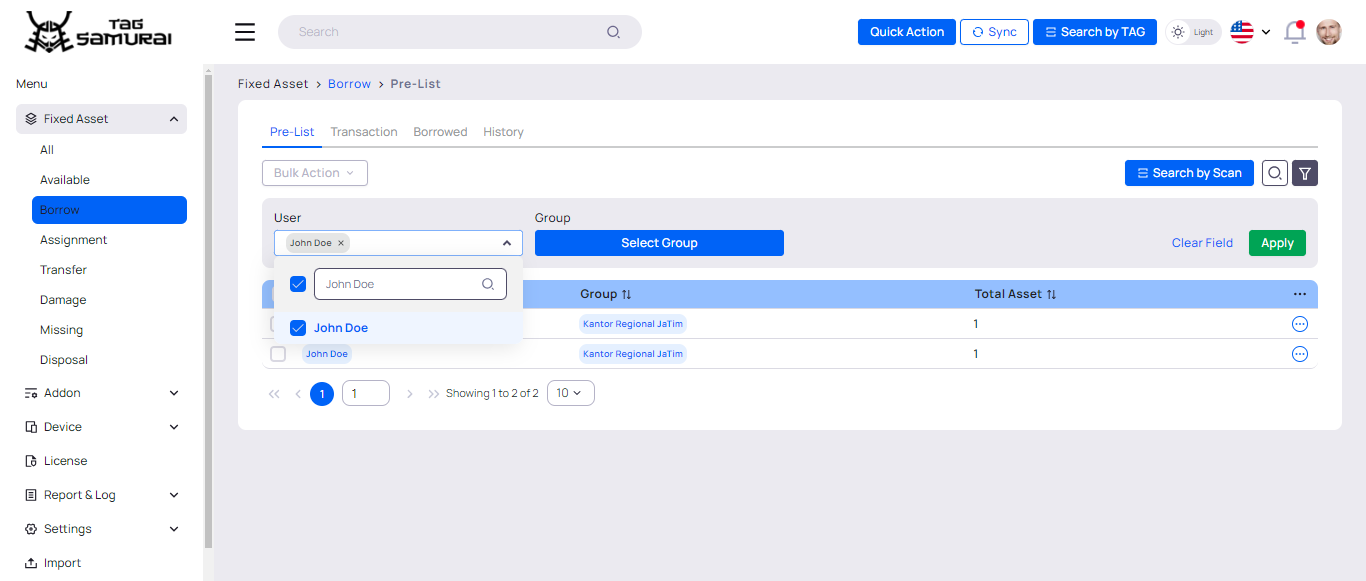 TAG SAMURAI
Search
Quick Action
Sync
Search by TAG
Light
Menu
Fixed Asset
All
Available
Borrow
Assignment
Transfer
Damage
Missing
Disposal
Addon
Device
License
Report & Log
Settings
Import
Fixed Asset > Borrow > Pre-List
Pre-List Transaction Borrowed History
Bulk Action
Search by Scan
User
Group
John Doe ×
Select Group
Clear Field
Apply
John Doe
John Doe
Group Total Asset
Kantor Regional JaTim 1
John Doe Kantor Regional JaTim 1
1 1 Showing 1 to 2 of 2 10